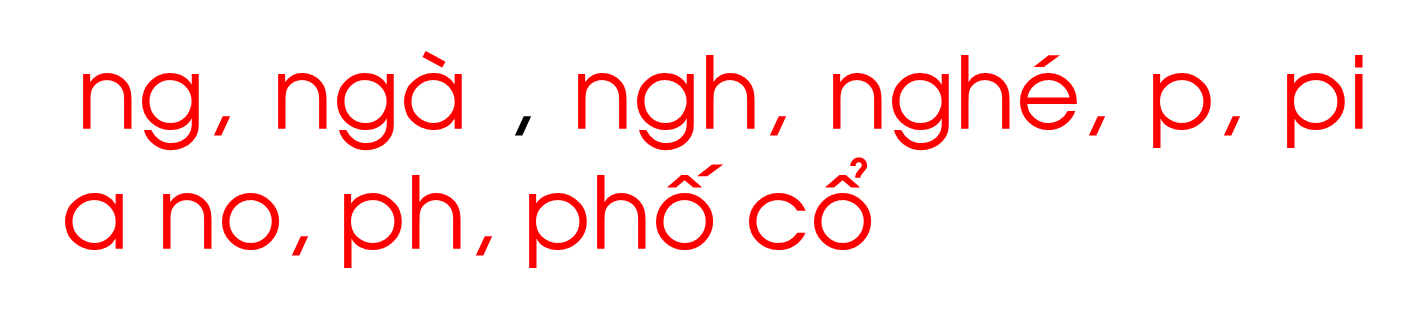 ng, ngà , ngh, nghé, p, pi
a no, ph, phố cổ